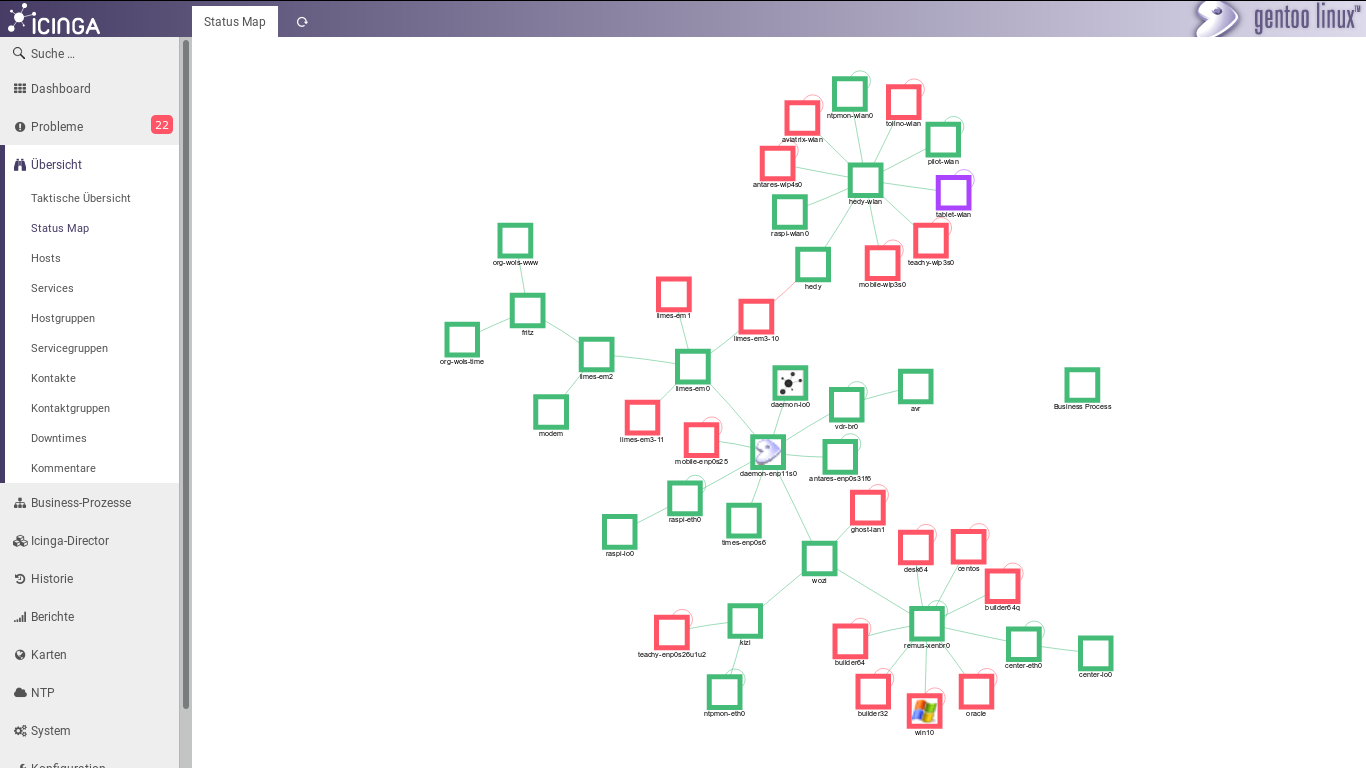 ICINGA
Status Map
gentoo linux™
Suche ...
Dashboard
Probleme
22
Übersicht
Taktische Übersicht
Status Map
Hosts
Services
Hostgruppen
Servicegruppen
Kontakte
Kontaktgruppen
Downtimes
Kommentare
Business-Prozesse
Icinga-Director
Historie
Berichte
Karten
NTP
System
Konfiguration
ntpmon-wlan0
tolino-wlan
aviatrix-wlan
pilot-wlan
antares-wlp4s0
hedy-wlan
tablet-wlan
raspi-wlan0
teachy-wlp3s0
org-wols-www
hedy
mobile-wlp3s0
limes-em1
limes-em3-10
fritz
org-wols-time
limes-em2
limes-em0
daemon-lo0
avr
Business Process
modem
limes-em3-11
vdr-br0
mobile-enp0s25
daemon-enp11s0
antares-enp0s31f6
raspi-eth0
times-enp0s6
ghost-lan1
raspi-lo0
wozi
desk64
centos
builder64q
teachy-enp0s26u1u2
kizi
remus-xenbr0
builder64
center-eth0
center-lo0
ntpmon-eth0
builder32
win10
oracle